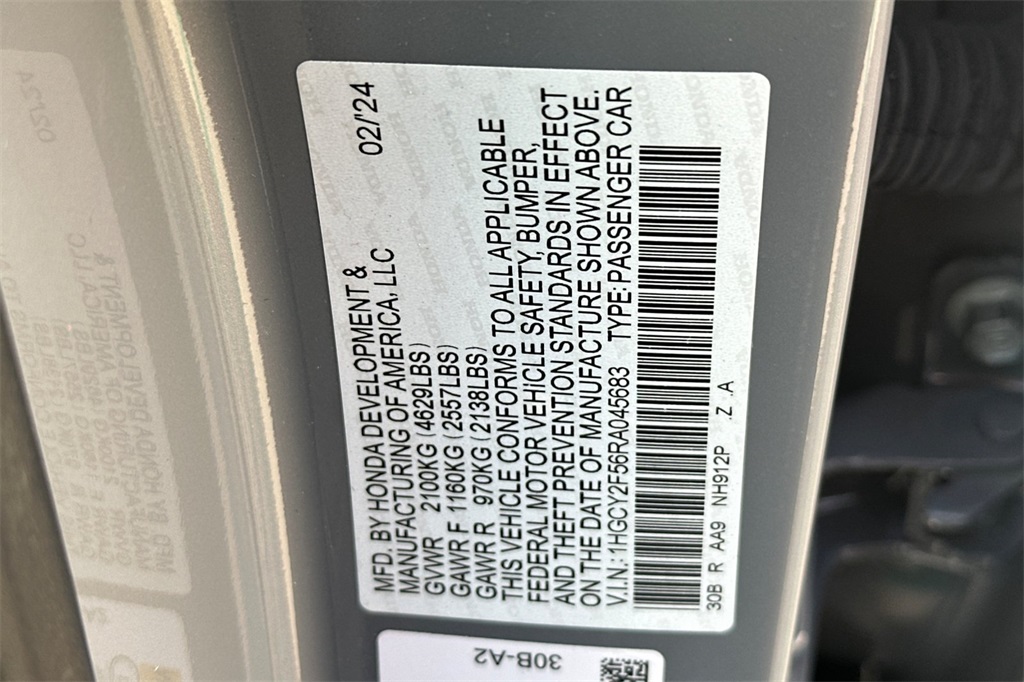 MFD. BY HONDA DEVELOPMENT & 02/'24
MANUFACTURING OF AMERICA, LLC
GVWR 2100KG (4629LBS)
GAWR F 1160KG (2557LBS)
GAWR R 970KG (2138LBS)
THIS VEHICLE CONFORMS TO ALL APPLICABLE
FEDERAL MOTOR VEHICLE SAFETY, BUMPER,
AND THEFT PREVENTION STANDARDS IN EFFECT
ON THE DATE OF MANUFACTURE SHOWN ABOVE.
V.I.N.: 1HGCY2F56RA045683 TYPE: PASSENGER CAR
30B R AA9 NH912P .Z .A
30B-A2